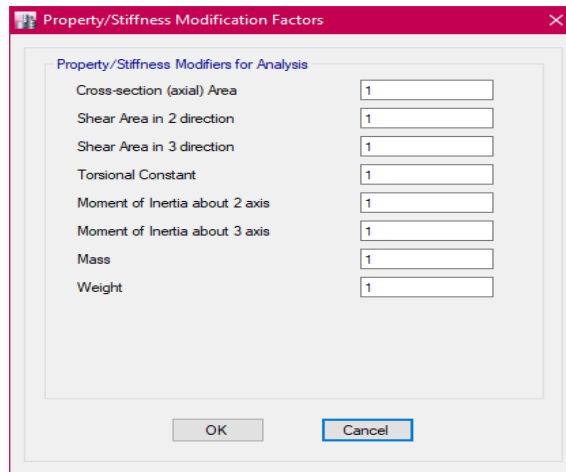 Property/Stiffness Modification Factors
Property/Stiffness Modifiers for Analysis
Cross-section (axial) Area 1
Shear Area in 2 direction 1
Shear Area in 3 direction 1
Torsional Constant 1
Moment of Inertia about 2 axis 1
Moment of Inertia about 3 axis 1
Mass 1
Weight 1
OK Cancel